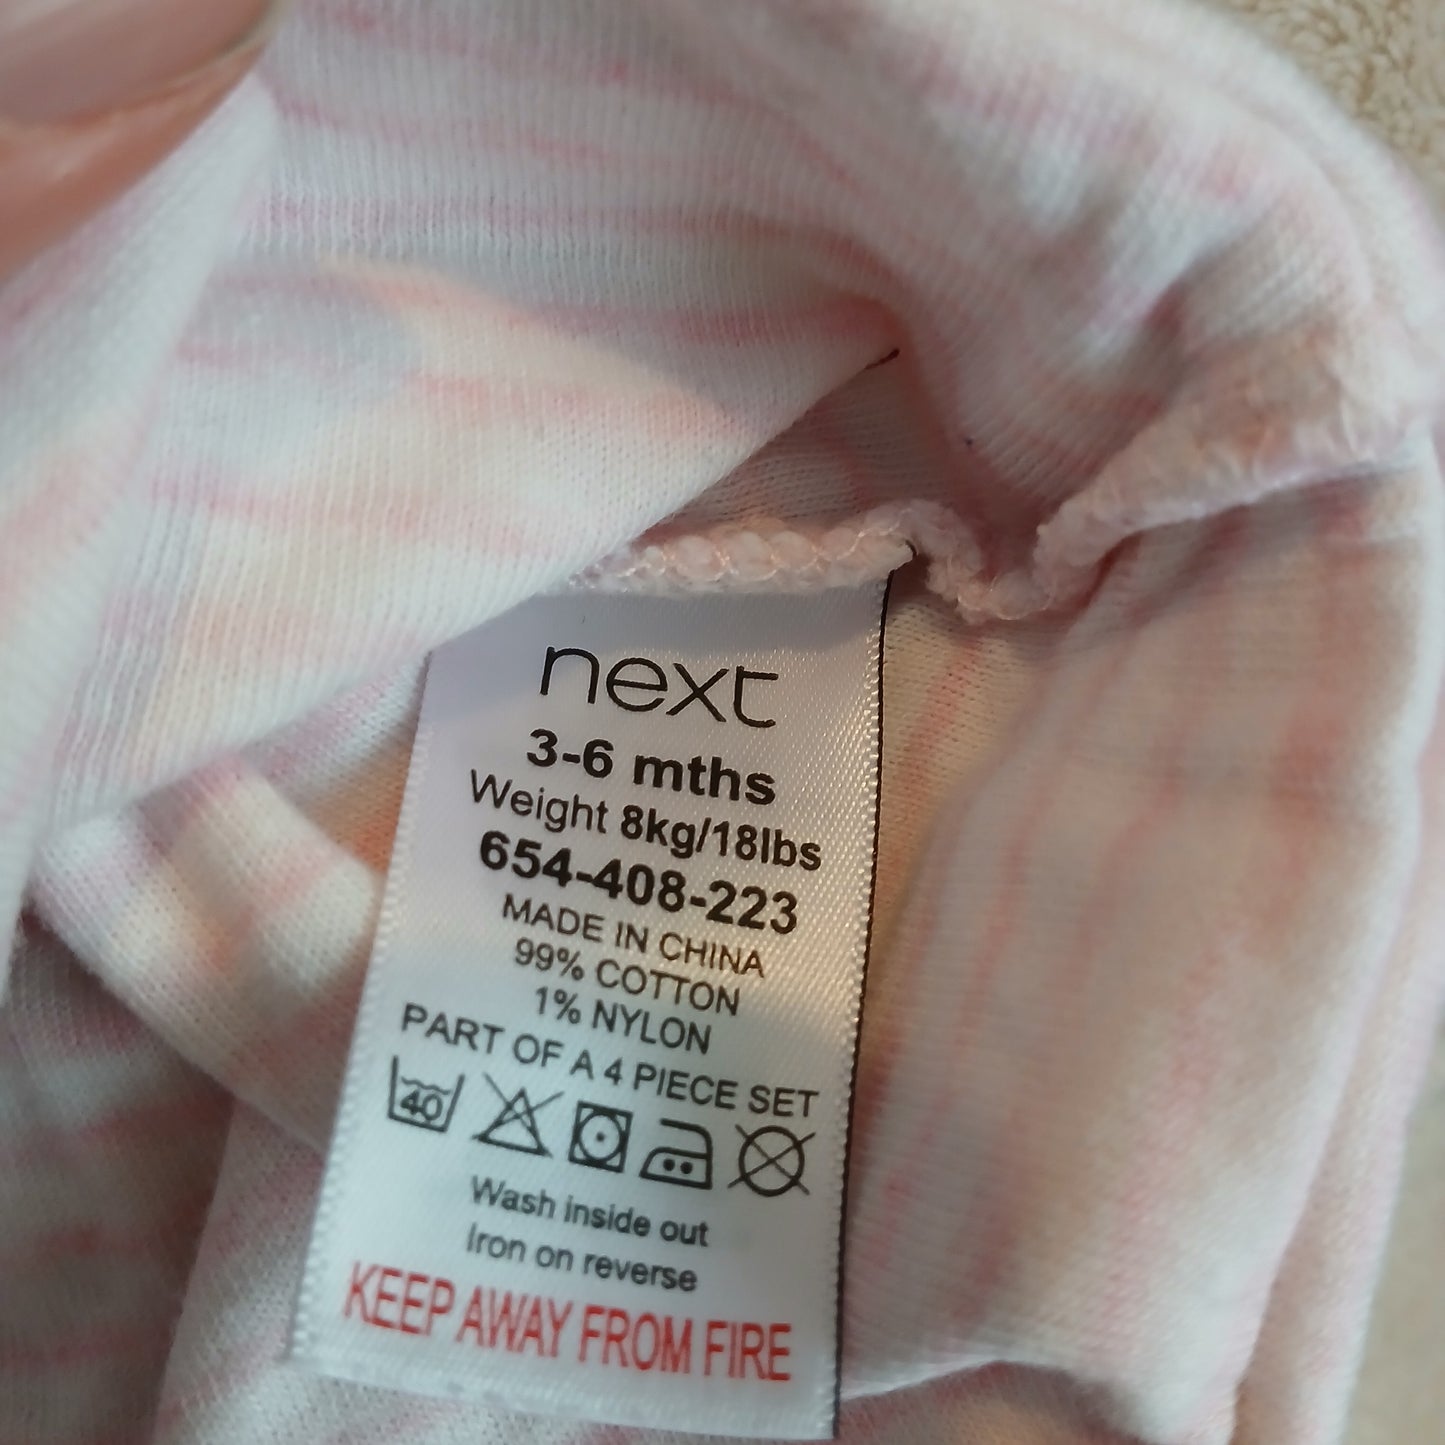 next
3-6 mths
Weight 8kg/18lbs
654-408-223
MADE IN CHINA
99% COTTON
1% NYLON
PART OF A 4 PIECE SET
40
Wash inside out
Iron on reverse
KEEP AWAY FROM FIRE